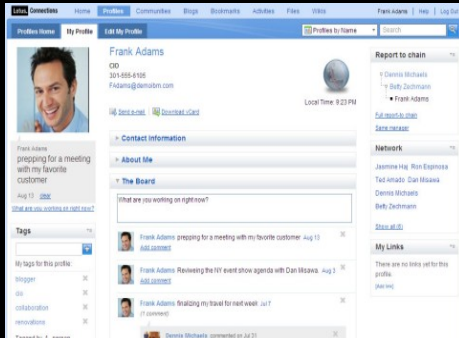 Lotus. Connections
Home Profiles Communities Blogs Bookmarks Activities Files Wikis
Frank Adams | Help | Log Out
Profiles Home My Profile Edit My Profile
Profiles by Name
Search
Frank Adams
CIO
301-555-6105
FAdams@demoibm.com
Local Time: 9:23 PM
Send e-mail Download vCard
Contact Information
About Me
The Board
What are you working on right now?
Frank Adams prepping for a meeting with my favorite customer Aug 13
Add comment
Frank Adams Reviweing the NY event show agenda with Dan Misawa. Aug 3
Add comment
Frank Adams finalizing my travel for next week. Jul 7
(1 comment)
Dennis Michaels commented on Jul 21
Frank Adams
prepping for a meeting
with my favorite
customer
Aug 13 clear
What are you working on right now?
Tags
My tags for this profile:
blogger
cio
collaboration
renovations
Tagged by 1 person
Report to chain
Dennis Michaels
Betty Zechmann
Frank Adams
Full report-to chain
Same manager
Network
Jasmine Haj Ron Espinosa
Ted Amado Dan Misawa
Dennis Michaels
Betty Zechmann
Show all (6)
My Links
There are no links yet for this
profile.
[Add link]